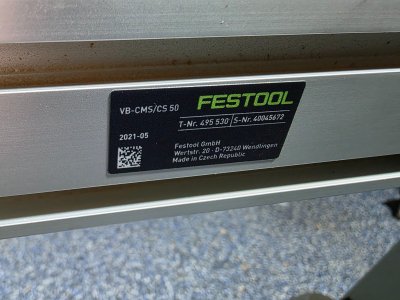 VB-CMS/CS 50
FESTOOL
T-Nr. 495 530 / S-Nr. 40045672
2021-05
Festool GmbH
Wertstr. 20 · D-73240 Wendlingen
Made in Czech Republic